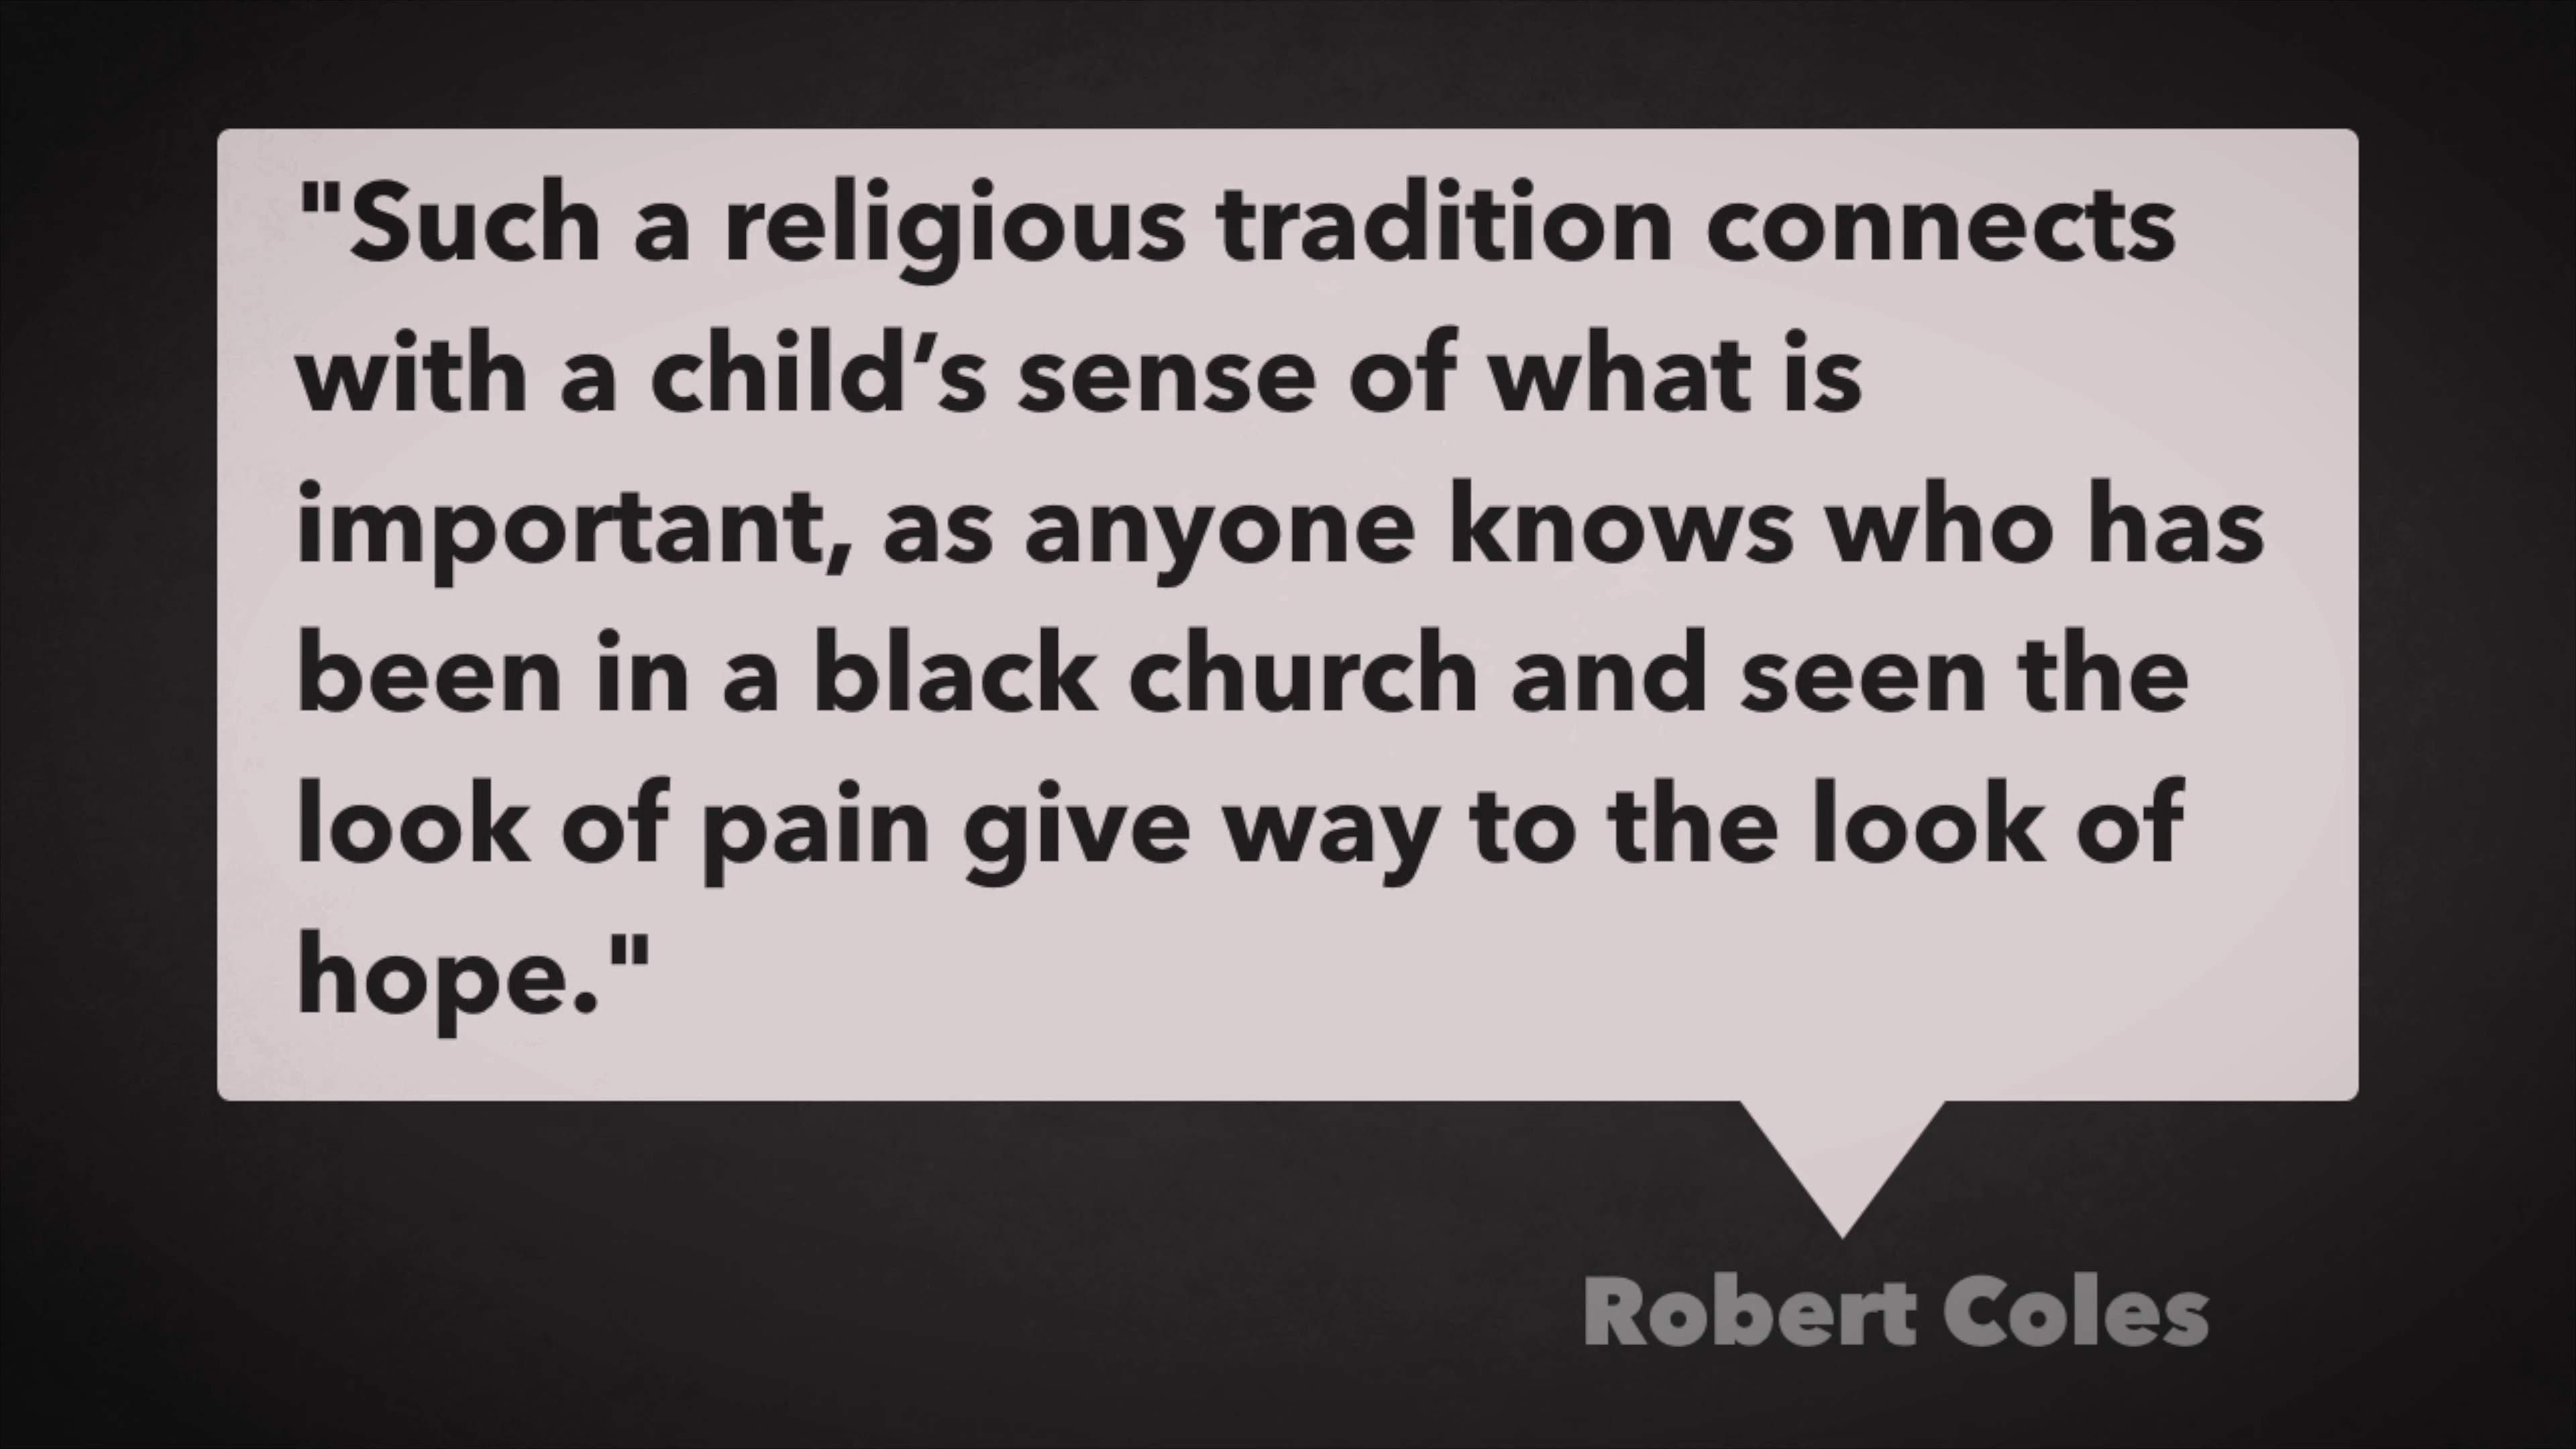 "Such a religious tradition connects
with a child’s sense of what is
important, as anyone knows who has
been in a black church and seen the
look of pain give way to the look of
hope."
Robert Coles